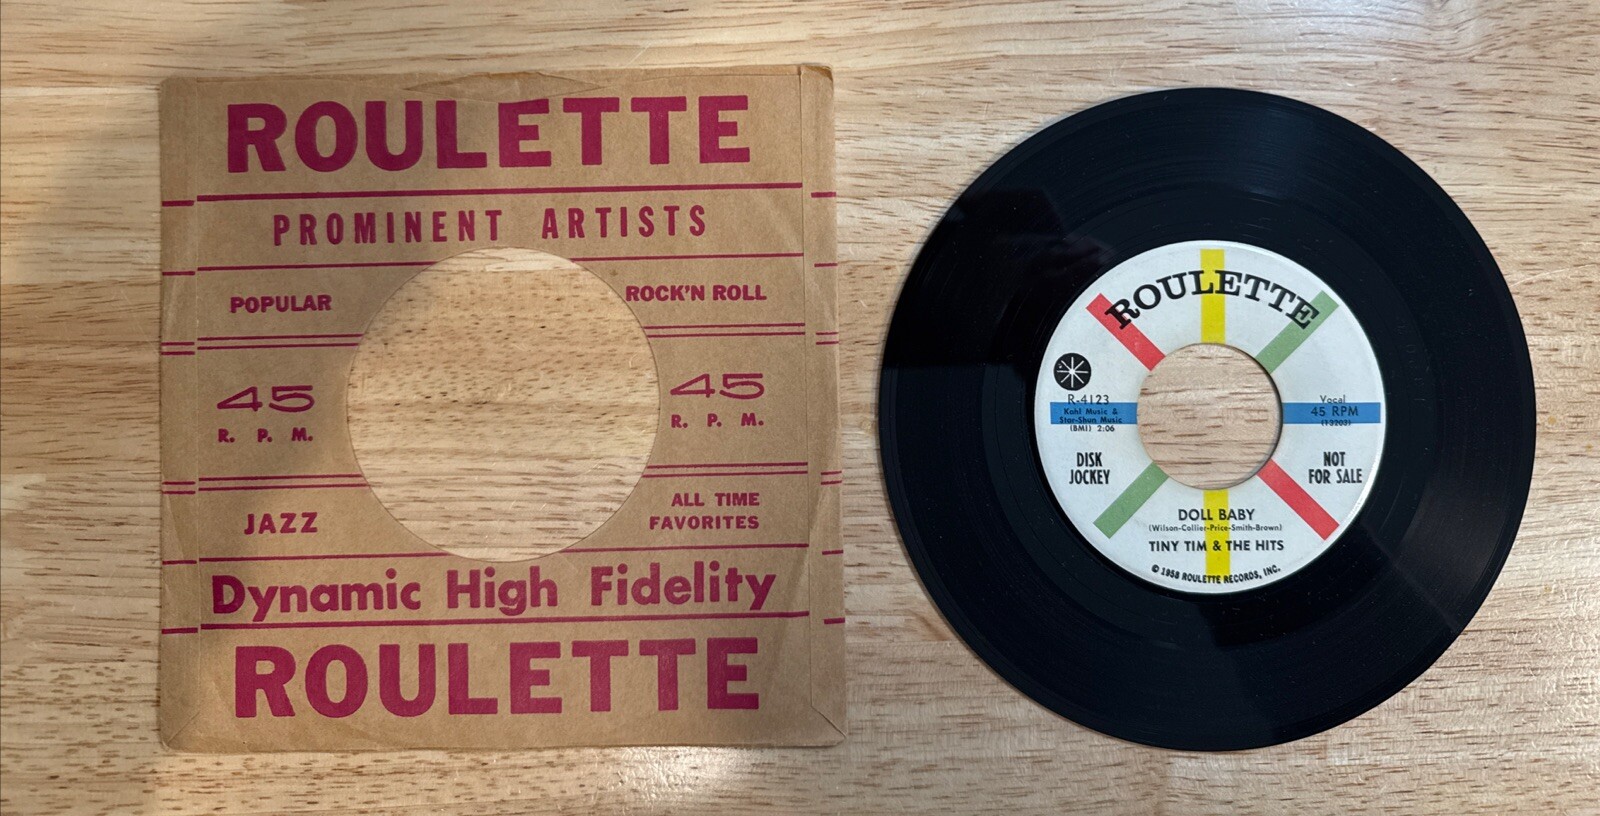 ROULETTE
PROMINENT ARTISTS
POPULAR
ROCK'N ROLL
45
R. P. M.
45
R. P. M.
JAZZ
ALL TIME
FAVORITES
Dynamic High Fidelity
ROULETTE
ROULETTE
R-4123
Kahl Music &
Star-Shun Music
(BMI) 2:06
Vocal
45 RPM
(13203)
DISK
JOCKEY
NOT
FOR SALE
DOLL BABY
(Wilson-Collier-Price-Smith-Brown)
TINY TIM & THE HITS
© 1958 ROULETTE RECORDS, INC.